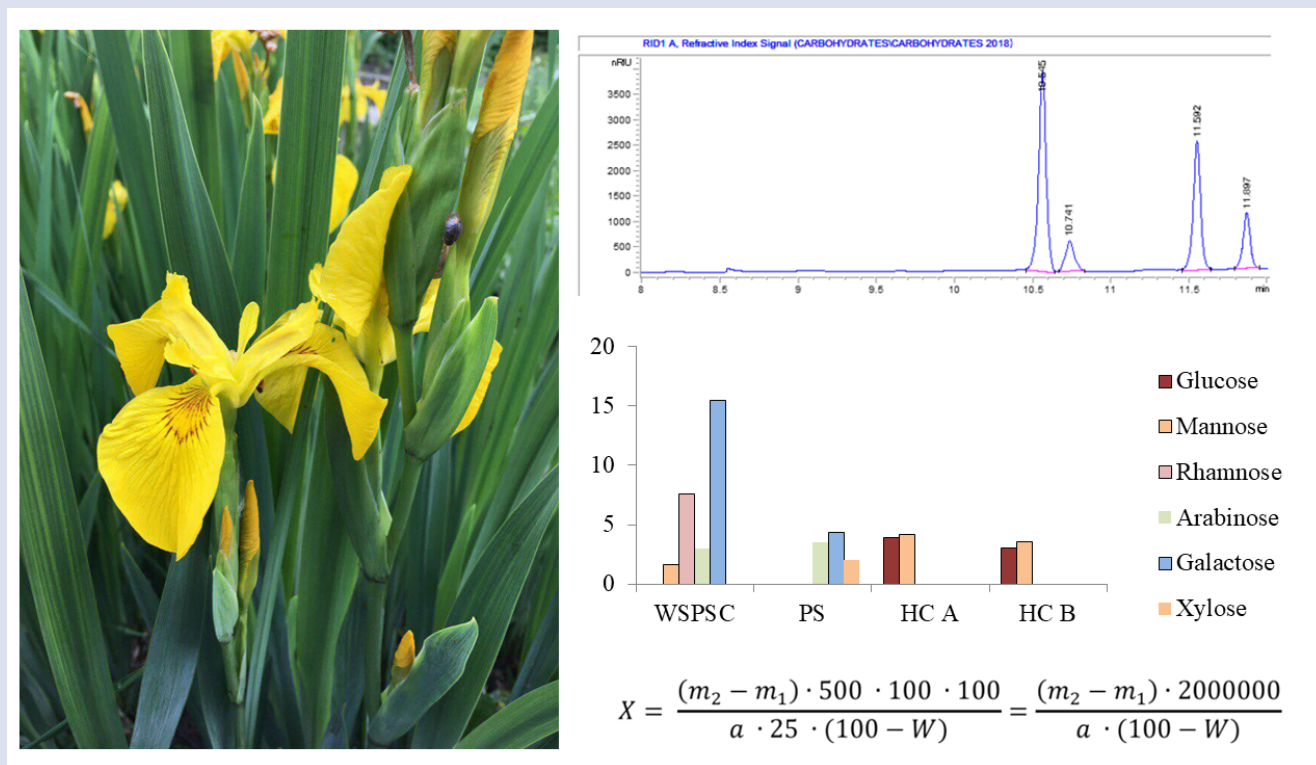 RID1 A, Refractive Index Signal (CARBOHYDRATES\CARBOHYDRATES 2018)
nRIU
3500
3000
2500
2000
1500
1000
500
0
10.545
10.741
11.592
11.897
8 8.5 9 9.5 10 10.5 11 11.5 min
20
15
10
5
0
WSPSC PS HC A HC B
Glucose
Mannose
Rhamnose
Arabinose
Galactose
Xylose
X = (m₂ − m₁) · 500 · 100 · 100 / a · 25 · (100 − W) = (m₂ − m₁) · 2000000 / a · (100 − W)